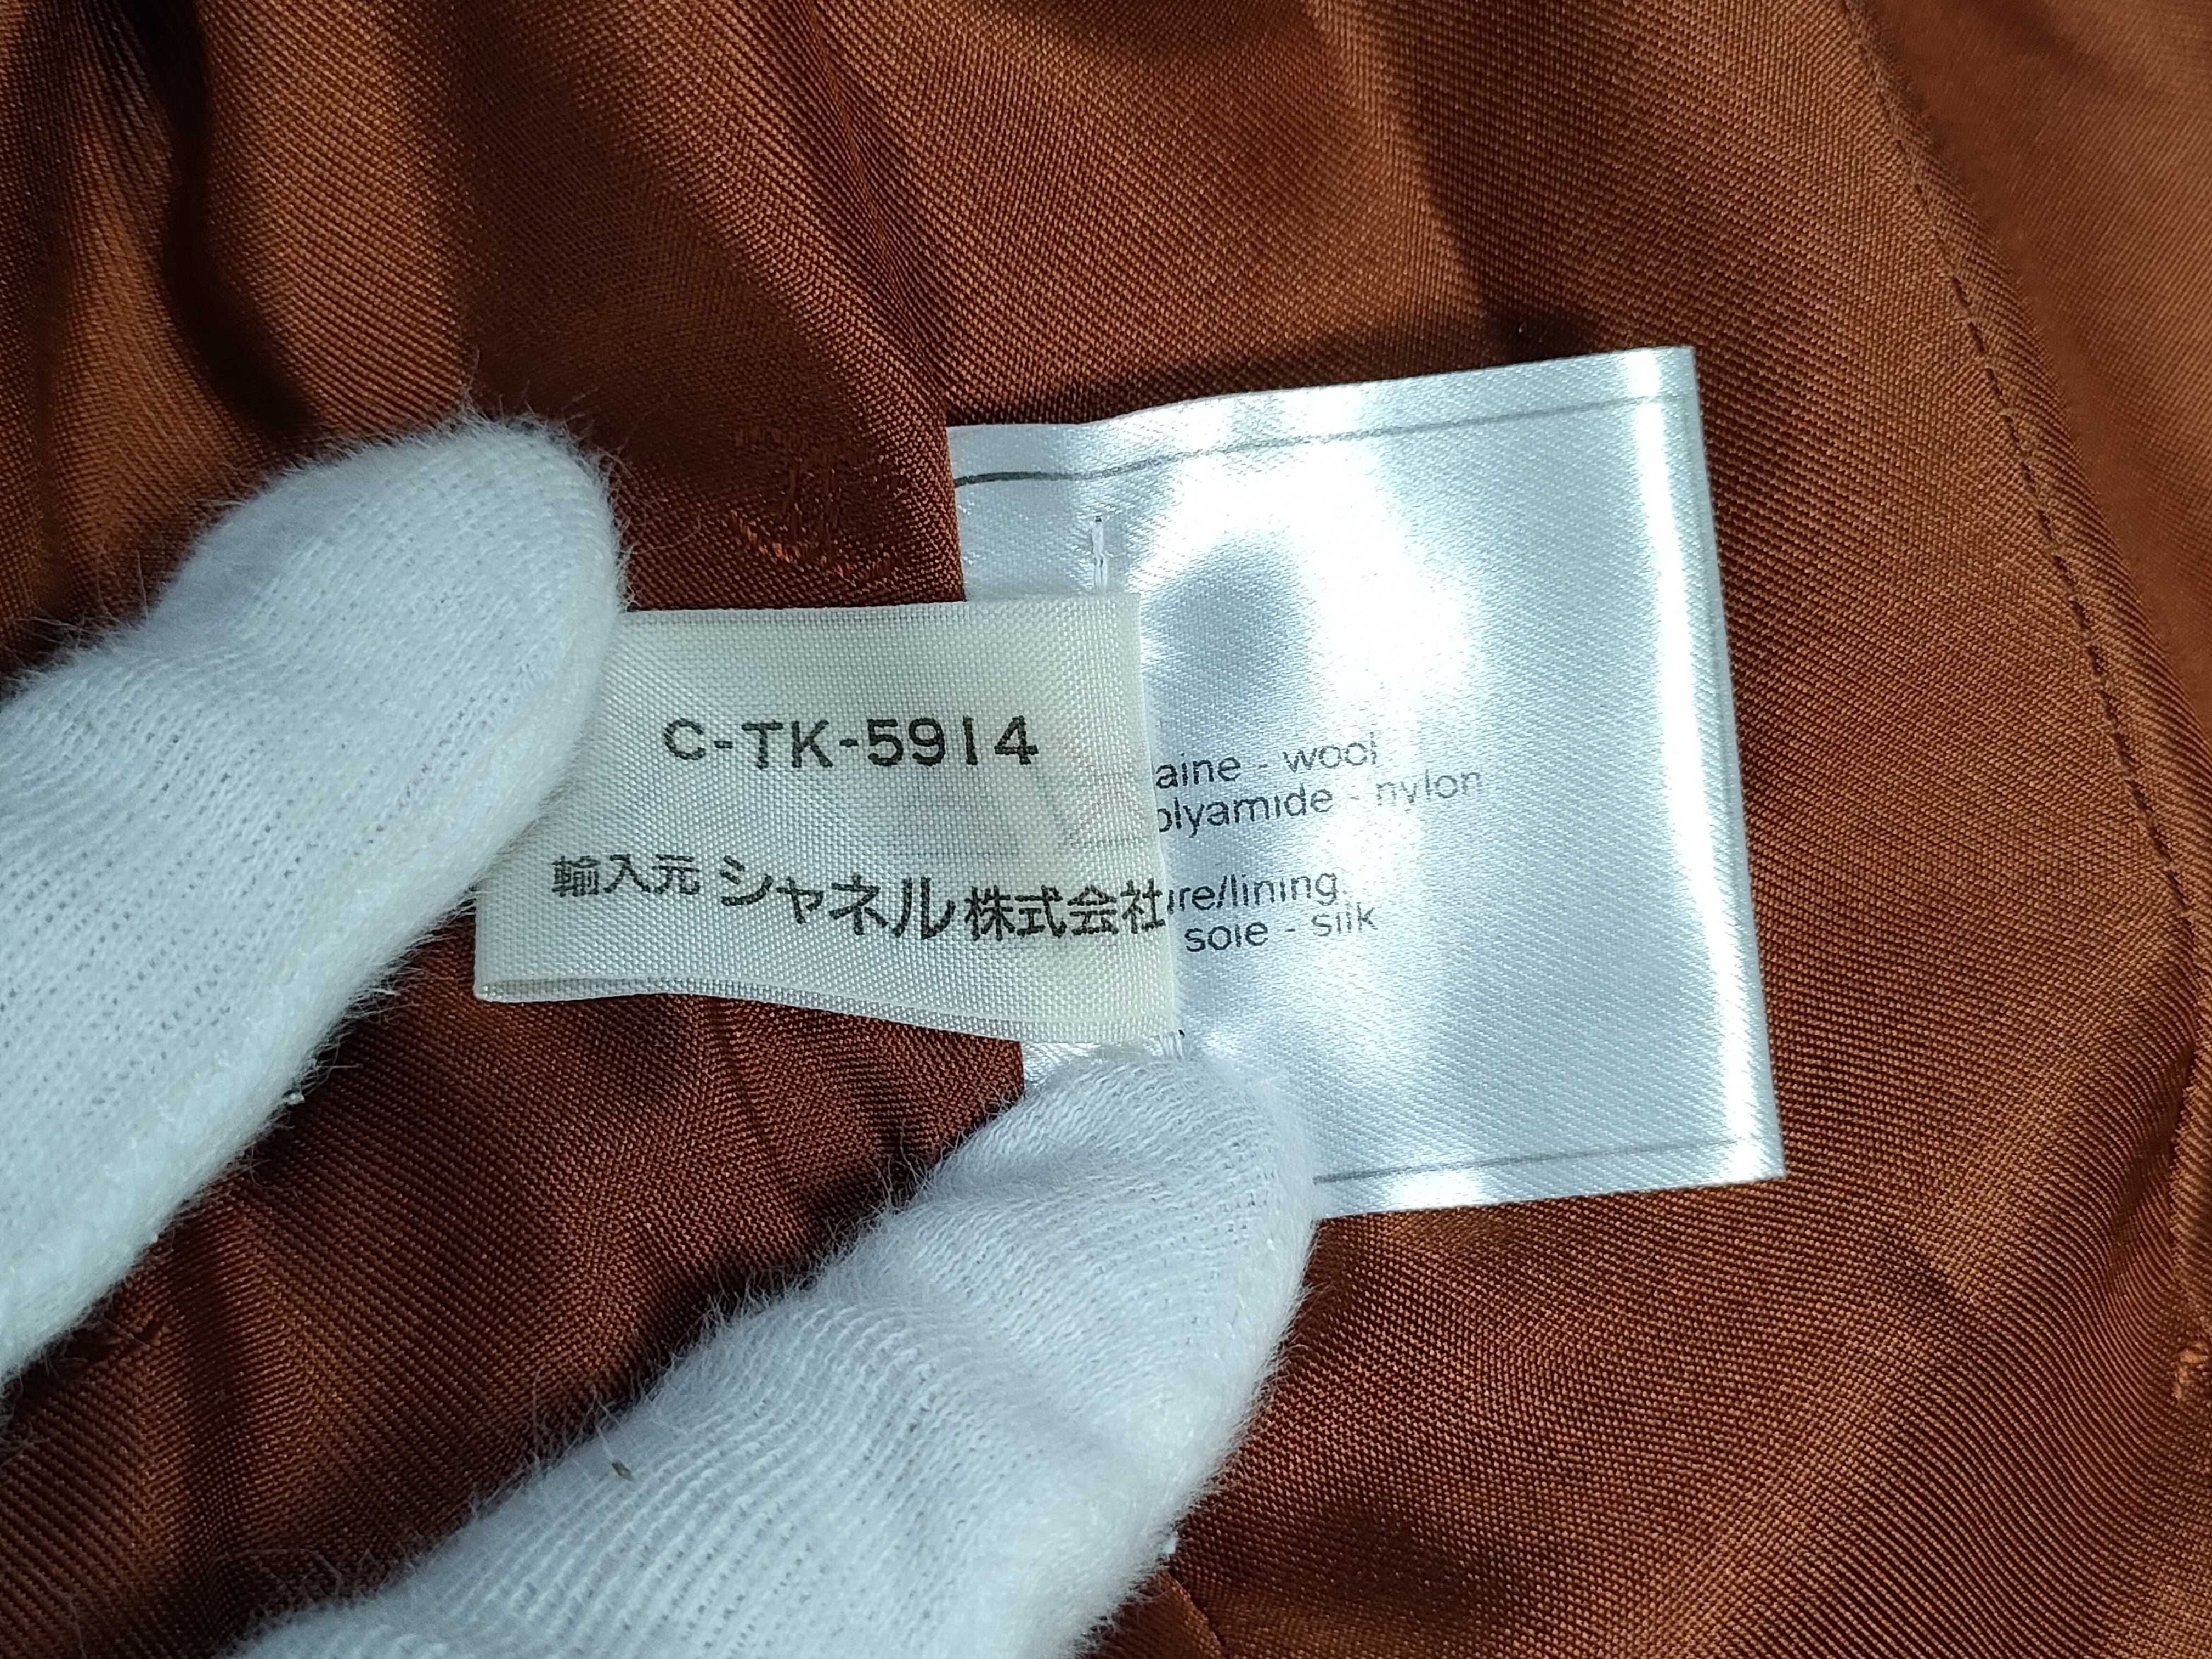 C-TK-5914
輸入元 シャネル株式会社
aine - wool
olyamide - nylon
ure/lining
soie - silk